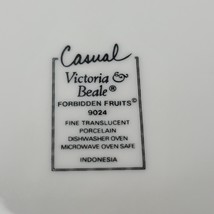 Casual
Victoria &
Beale®
FORBIDDEN FRUITS©
9024
FINE TRANSLUCENT
PORCELAIN
DISHWASHER OVEN
MICROWAVE OVEN SAFE
INDONESIA